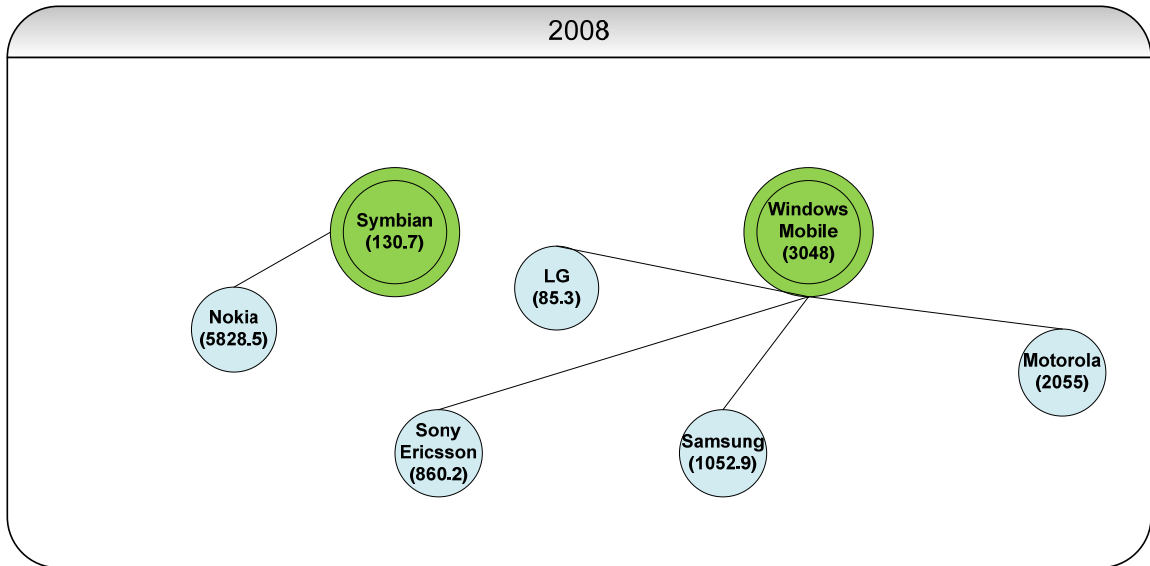 2008
Symbian
(130.7)
Windows
Mobile
(3048)
LG
(85.3)
Nokia
(5828.5)
Motorola
(2055)
Sony
Ericsson
(860.2)
Samsung
(1052.9)